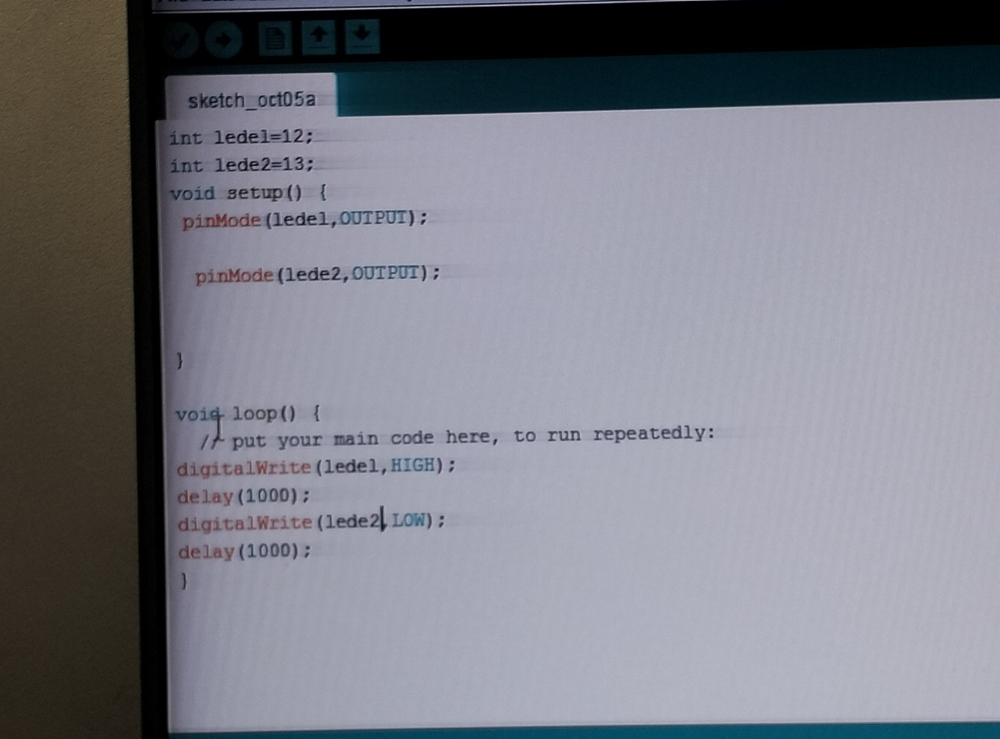 sketch_oct05a
int lede1=12;
int lede2=13;
void setup() {
pinMode(lede1,OUTPUT);
pinMode(lede2,OUTPUT);
}
void loop() {
// put your main code here, to run repeatedly:
digitalWrite(lede1,HIGH);
delay(1000);
digitalWrite(lede2,LOW);
delay(1000);
}